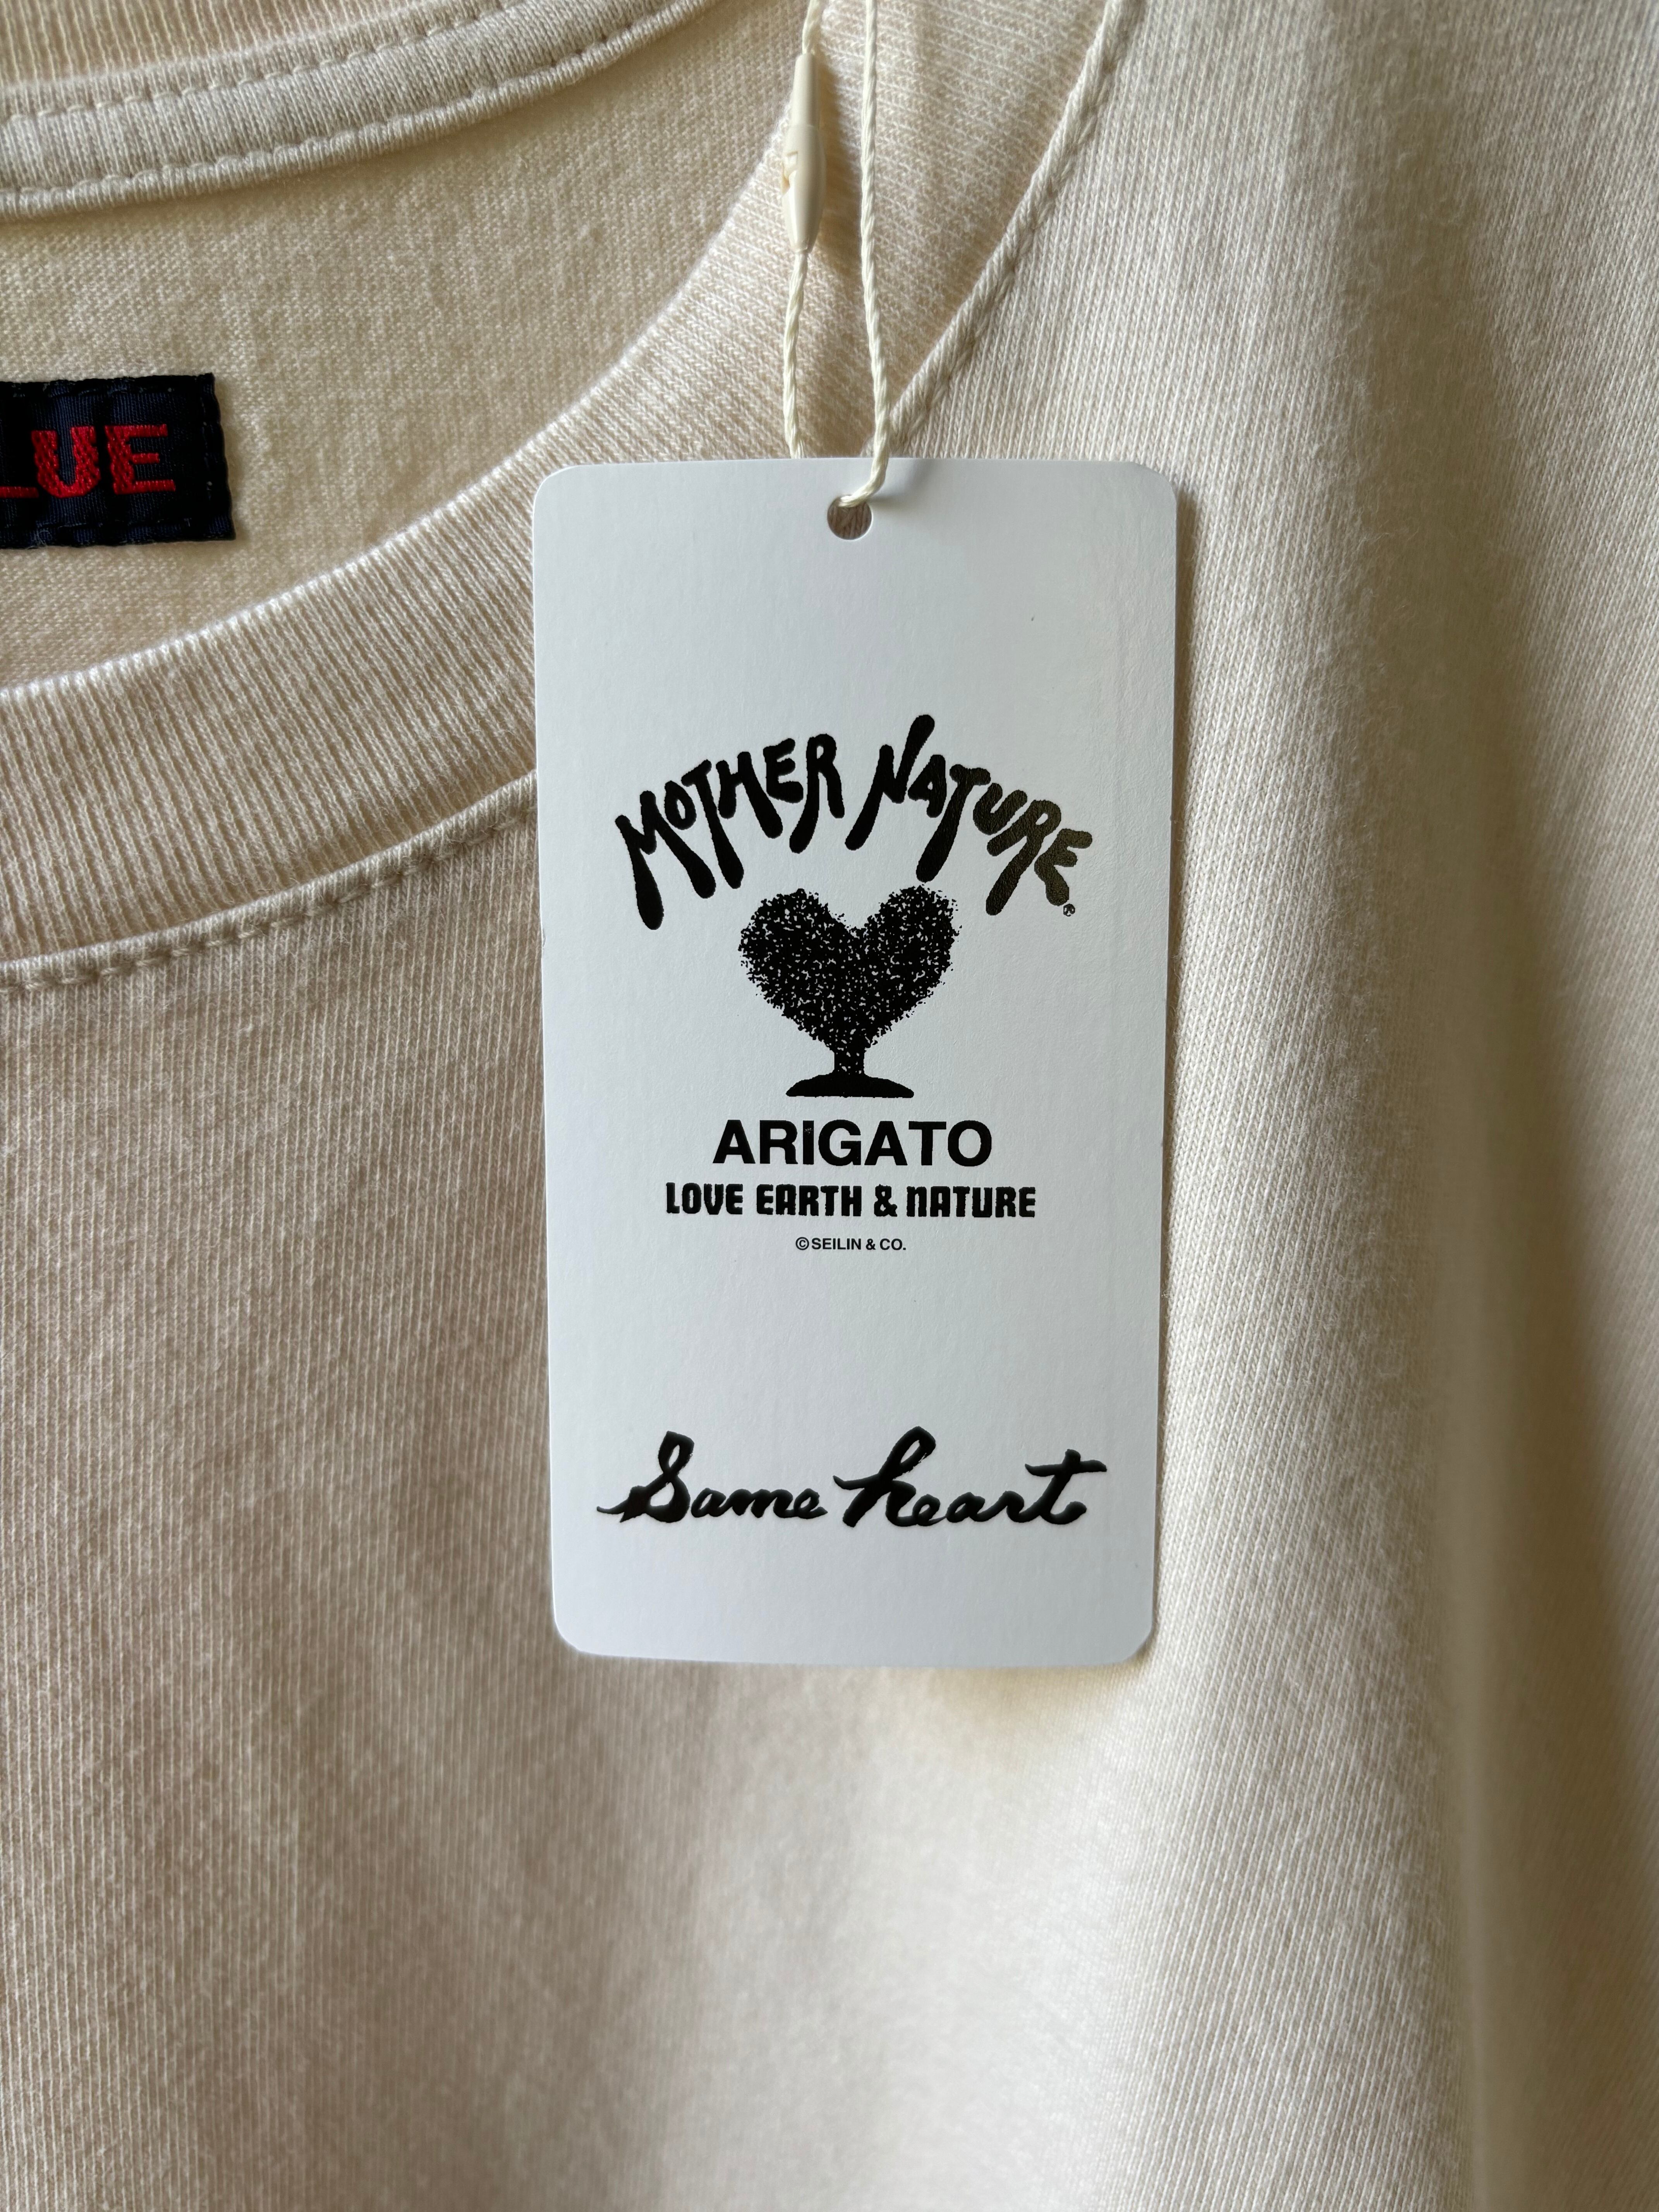 LUE
MOTHER NATURE®
ARIGATO
LOVE EARTH & NATURE
©SEILIN & CO.
Same heart